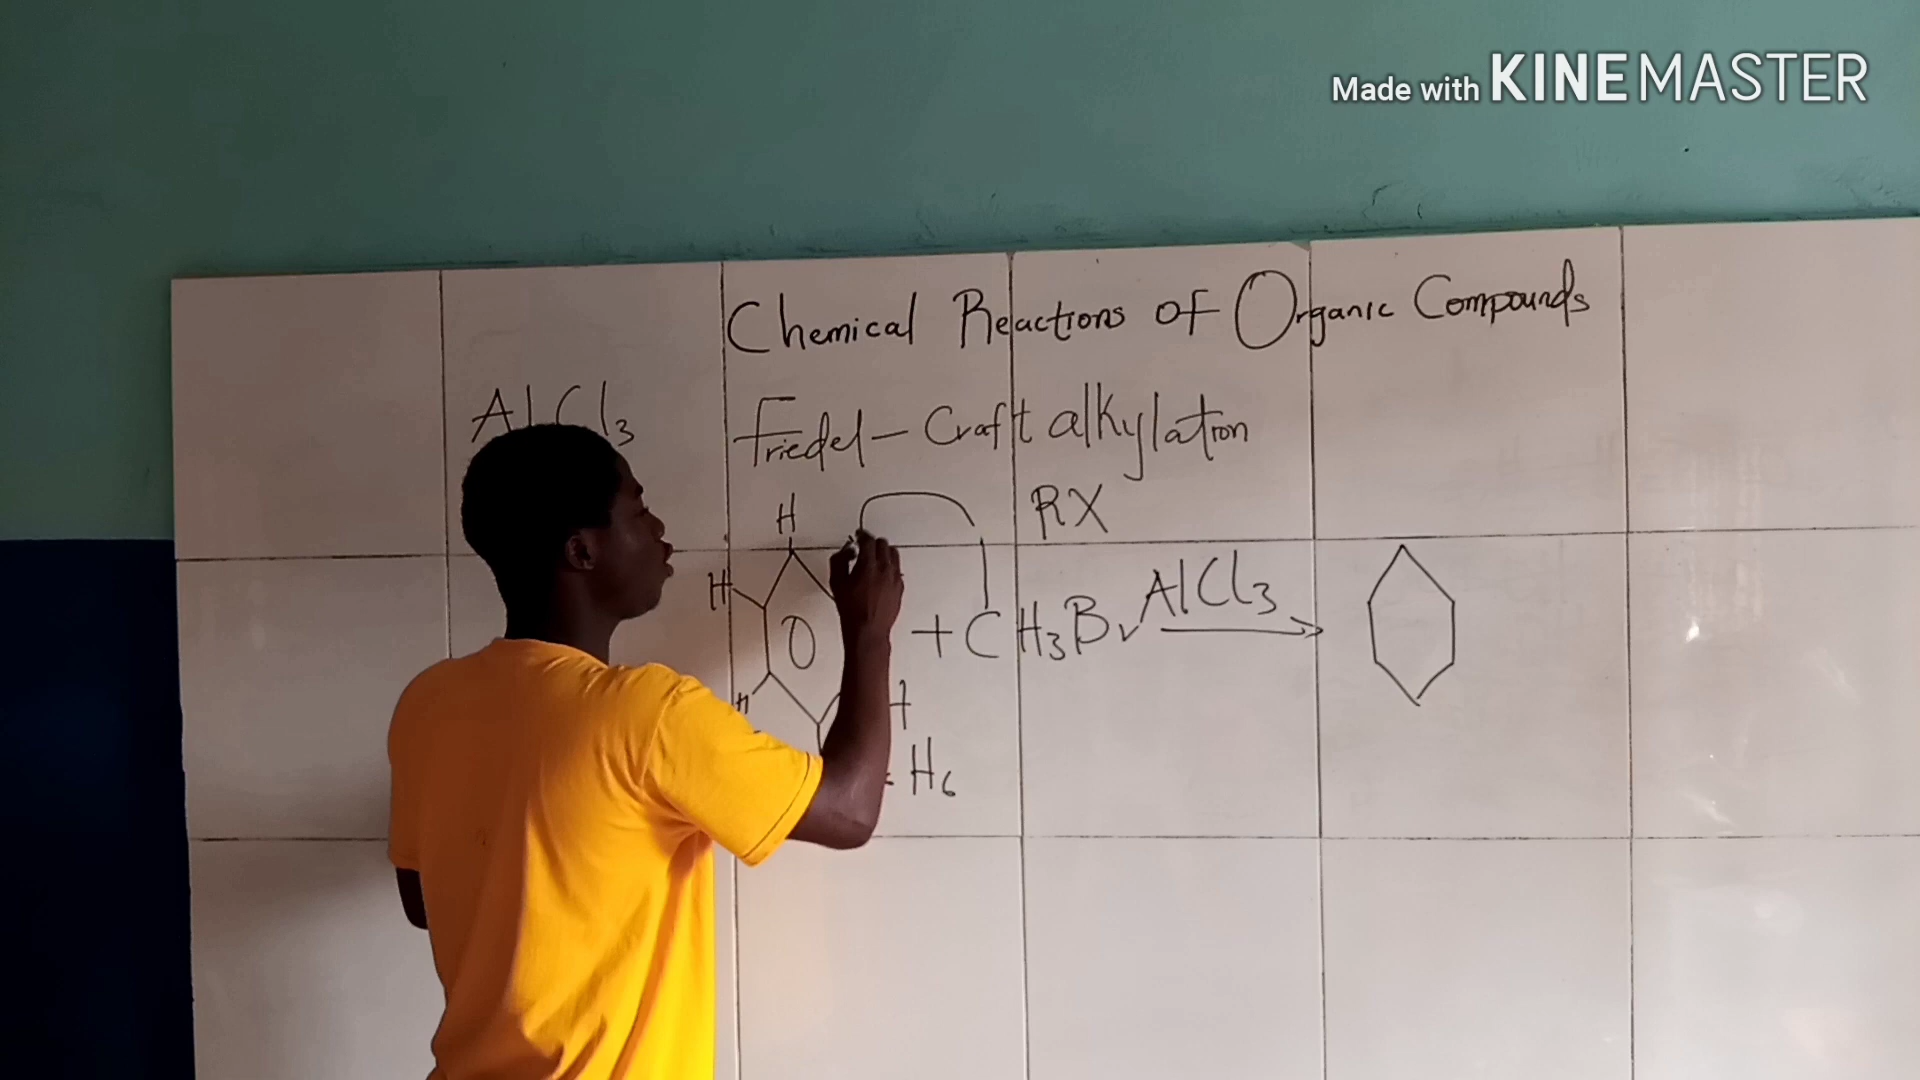 Made with KINEMASTER
Chemical Reactions of Organic Compounds
AlCl3
Friedel - Craft alkylation
H
RX
H
+ CH3Br AlCl3
H
H6